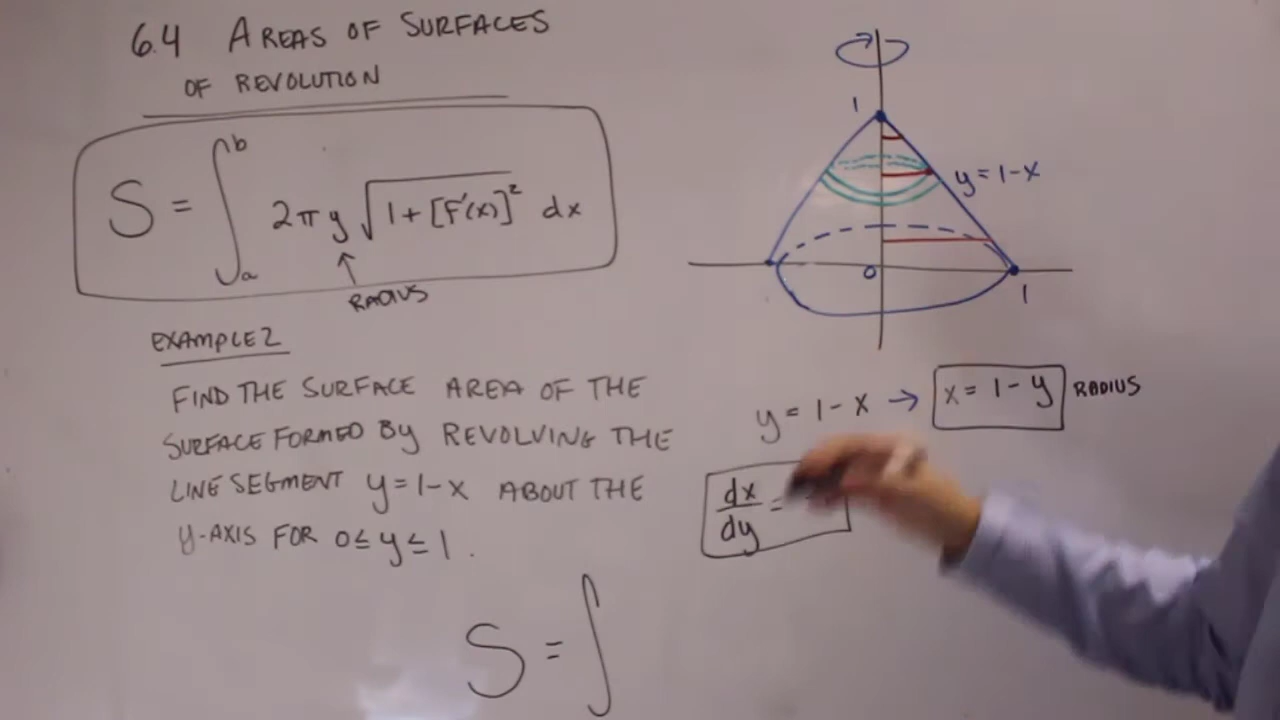 6.4 AREAS OF SURFACES
OF REVOLUTION
S = ∫_a^b 2π y √(1 + [F'(x)]²) dx
↑
RADIUS
EXAMPLE 2
FIND THE SURFACE AREA OF THE
SURFACE FORMED BY REVOLVING THE
LINE SEGMENT y = 1 - x ABOUT THE
y-AXIS FOR 0 ≤ y ≤ 1.
S = ∫
1
y = 1 - x
0
1
y = 1 - x → x = 1 - y RADIUS
dx/dy =